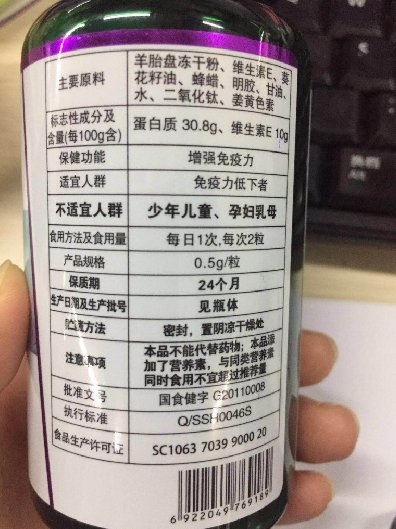 主要原料 羊胎盘冻干粉、维生素E、葵
花籽油、蜂蜡、明胶、甘油、
水、二氧化钛、姜黄色素
标志性成分及
含量(每100g含) 蛋白质 30.8g、维生素E 10g
保健功能 增强免疫力
适宜人群 免疫力低下者
不适宜人群 少年儿童、孕妇乳母
食用方法及食用量 每日1次,每次2粒
产品规格 0.5g/粒
保质期 24个月
生产日期及生产批号 见瓶体
贮藏方法 密封，置阴凉干燥处
注意事项 本品不能代替药物；本品添
加了营养素，与同类营养素
同时食用不宜超过推荐量
批准文号 国食健字 G20110008
执行标准 Q/SSH0046S
食品生产许可证 SC1063 7039 9000 20
6 922049 769189